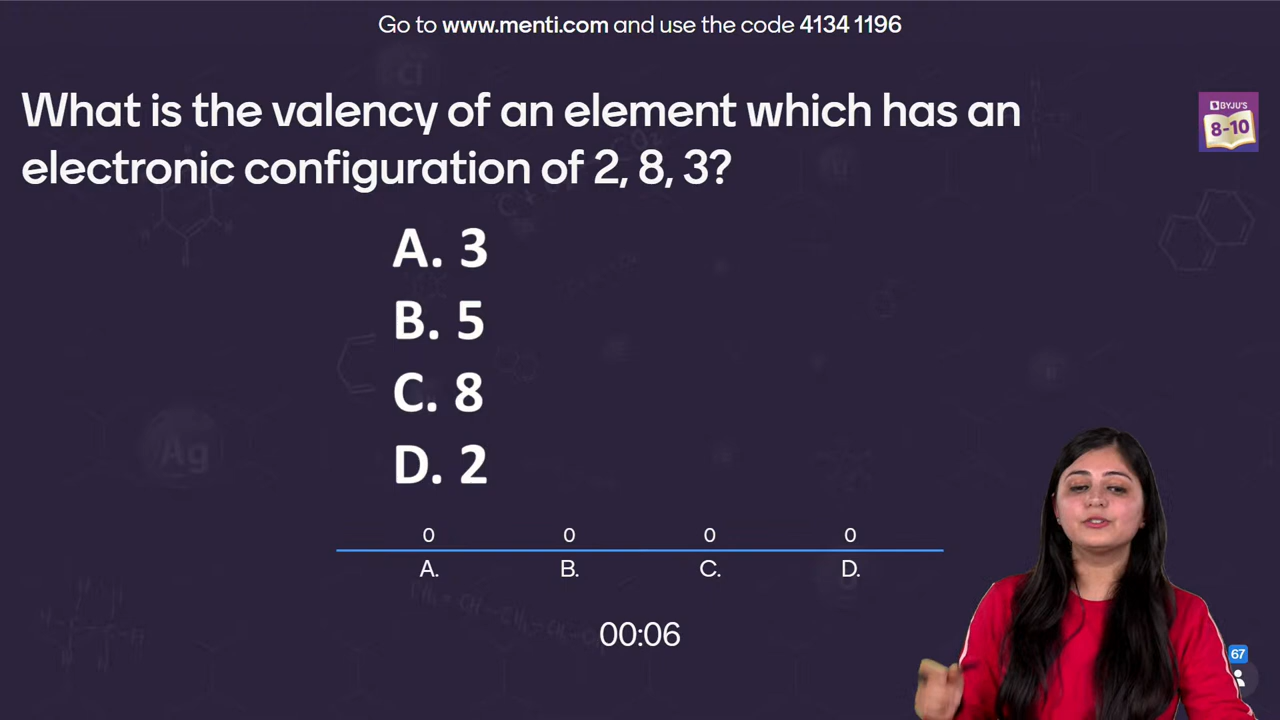 Go to www.menti.com and use the code 4134 1196
What is the valency of an element which has an
electronic configuration of 2, 8, 3?
BYJU'S
8-10
A. 3
B. 5
C. 8
D. 2
0 0 0 0
A. B. C. D.
00:06
67
Ag
Cl